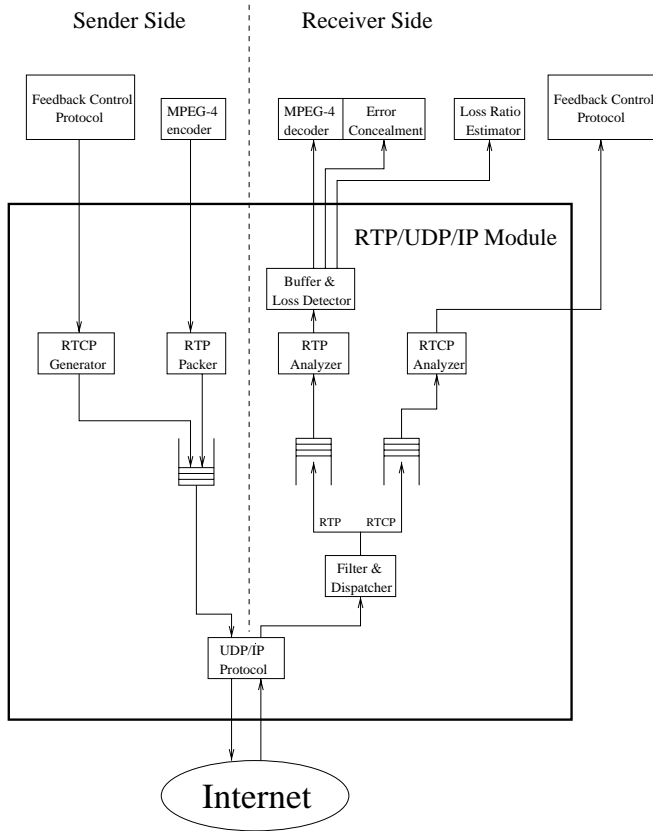 Sender Side
Receiver Side
Feedback Control
Protocol
MPEG-4
encoder
MPEG-4
decoder
Error
Concealment
Loss Ratio
Estimator
Feedback Control
Protocol
RTP/UDP/IP Module
Buffer &
Loss Detector
RTCP
Generator
RTP
Packer
RTP
Analyzer
RTCP
Analyzer
RTP
RTCP
Filter &
Dispatcher
UDP/IP
Protocol
Internet